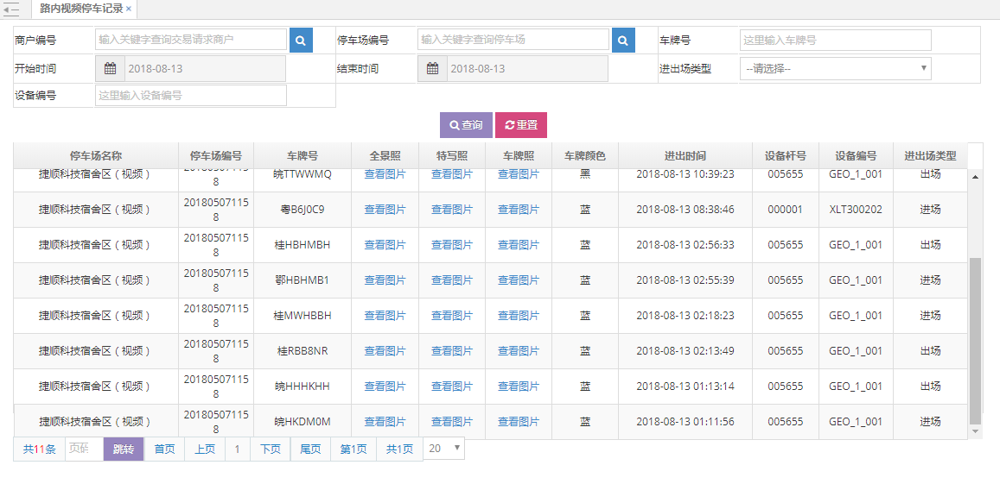 路内视频停车记录 ×
商户编号 输入关键字查询交易请求商户 停车场编号 输入关键字查询停车场 车牌号 这里输入车牌号
开始时间 2018-08-13 结束时间 2018-08-13 进出场类型 --请选择--
设备编号 这里输入设备编号
查询 重置
停车场名称 停车场编号 车牌号 全景照 特写照 车牌照 车牌颜色 进出时间 设备杆号 设备编号 进出场类型
捷顺科技宿舍区（视频） 20180507115 皖TTWWMQ 查看图片 查看图片 查看图片 黑 2018-08-13 10:39:23 005655 GEO_1_001 出场
8
捷顺科技宿舍区（视频） 20180507115 粤B6J0C9 查看图片 查看图片 查看图片 蓝 2018-08-13 08:38:46 000001 XLT300202 进场
8
捷顺科技宿舍区（视频） 20180507115 桂HBHMBH 查看图片 查看图片 查看图片 蓝 2018-08-13 02:56:33 005655 GEO_1_001 出场
8
捷顺科技宿舍区（视频） 20180507115 鄂HBHMB1 查看图片 查看图片 查看图片 蓝 2018-08-13 02:55:39 005655 GEO_1_001 进场
8
捷顺科技宿舍区（视频） 20180507115 桂MWHBBH 查看图片 查看图片 查看图片 蓝 2018-08-13 02:18:23 005655 GEO_1_001 进场
8
捷顺科技宿舍区（视频） 20180507115 桂RBB8NR 查看图片 查看图片 查看图片 蓝 2018-08-13 02:13:49 005655 GEO_1_001 出场
8
捷顺科技宿舍区（视频） 20180507115 皖HHHKHH 查看图片 查看图片 查看图片 蓝 2018-08-13 01:13:14 005655 GEO_1_001 出场
8
捷顺科技宿舍区（视频） 20180507115 皖HKDM0M 查看图片 查看图片 查看图片 蓝 2018-08-13 01:11:56 005655 GEO_1_001 进场
8
共11条 页码 跳转 首页 上页 1 下页 尾页 第1页 共1页 20